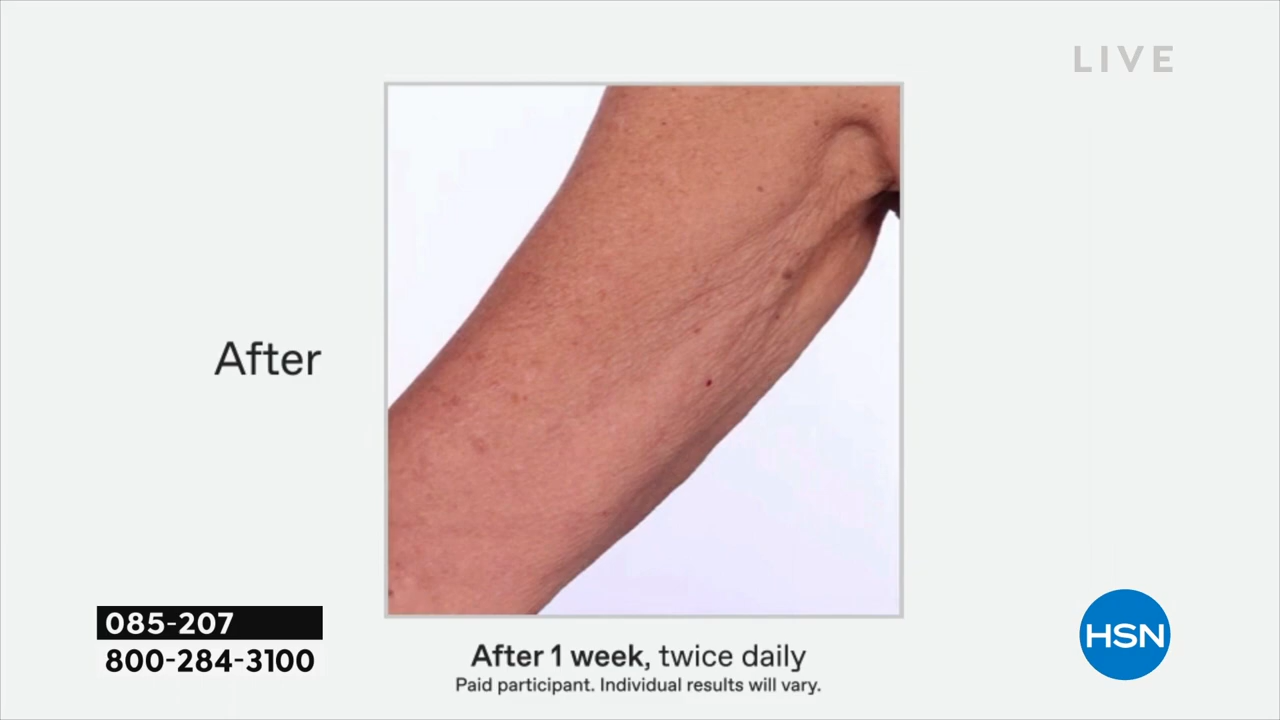 LIVE
After
085-207
800-284-3100
After 1 week, twice daily
Paid participant. Individual results will vary.
HSN